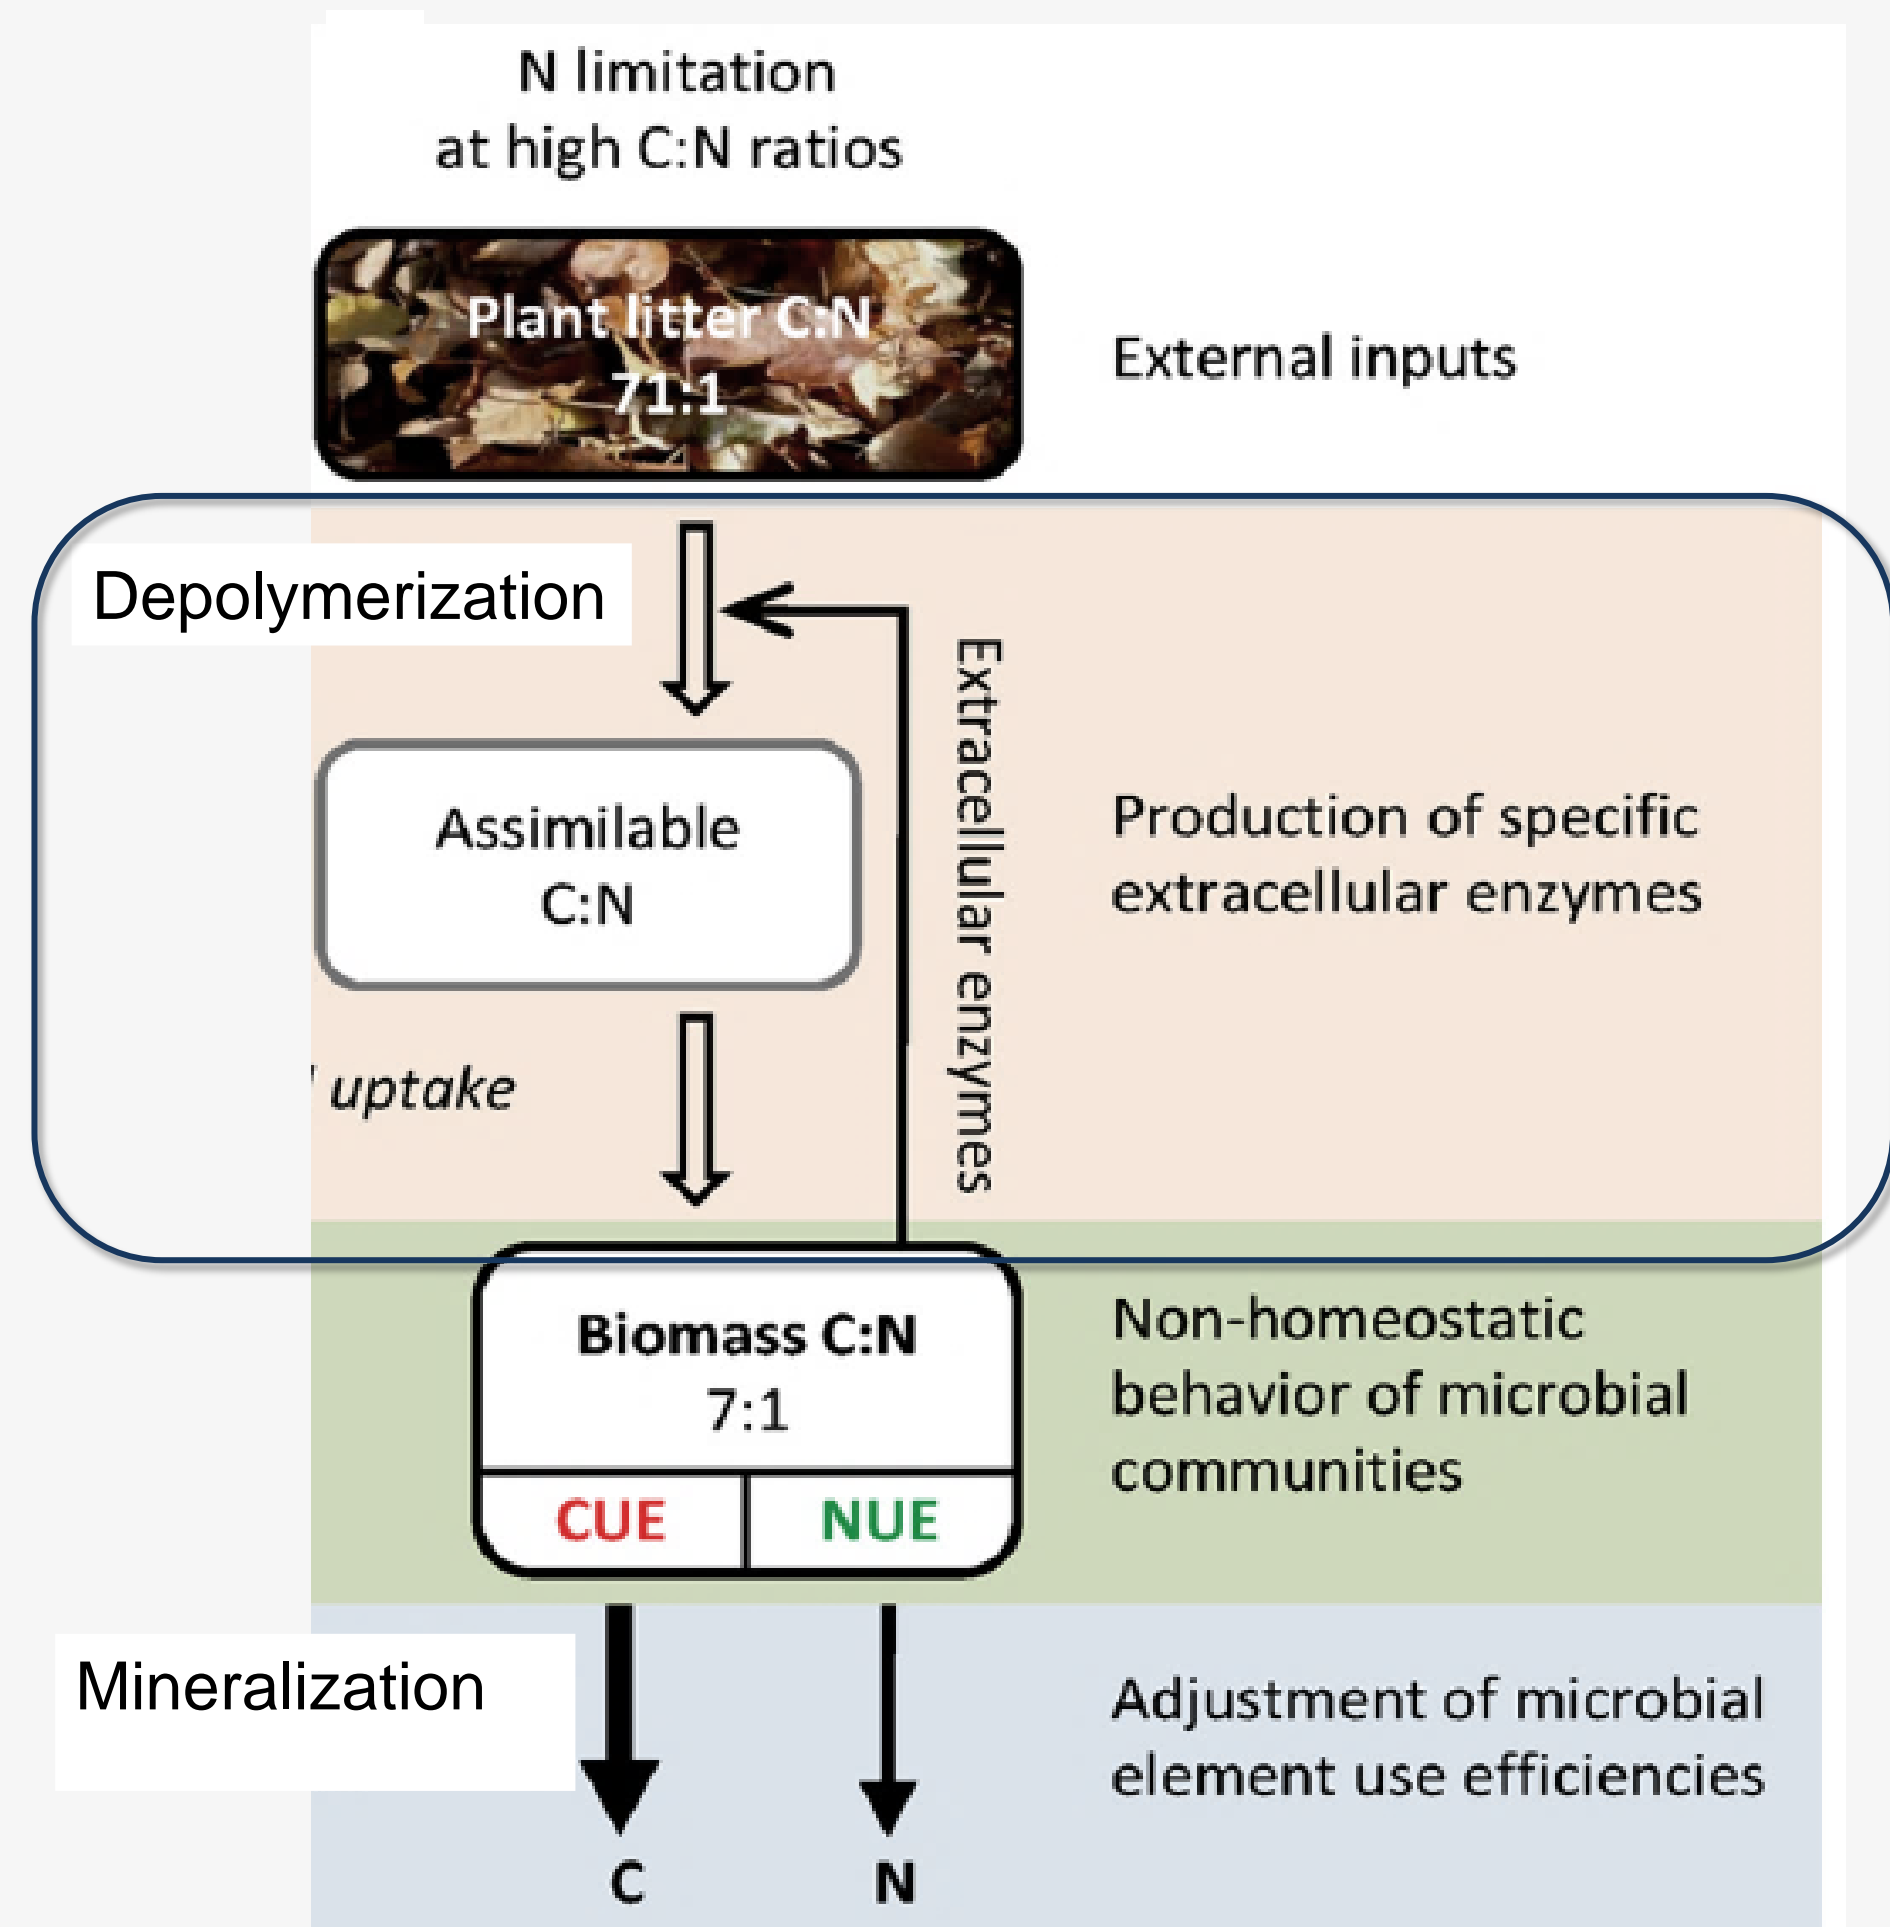 N limitation
at high C:N ratios
Plant litter C:N
71:1
External inputs
Depolymerization
Extracellular enzymes
Assimilable
C:N
Production of specific
extracellular enzymes
uptake
Biomass C:N
7:1
CUE
NUE
Non-homeostatic
behavior of microbial
communities
Mineralization
Adjustment of microbial
element use efficiencies
C
N